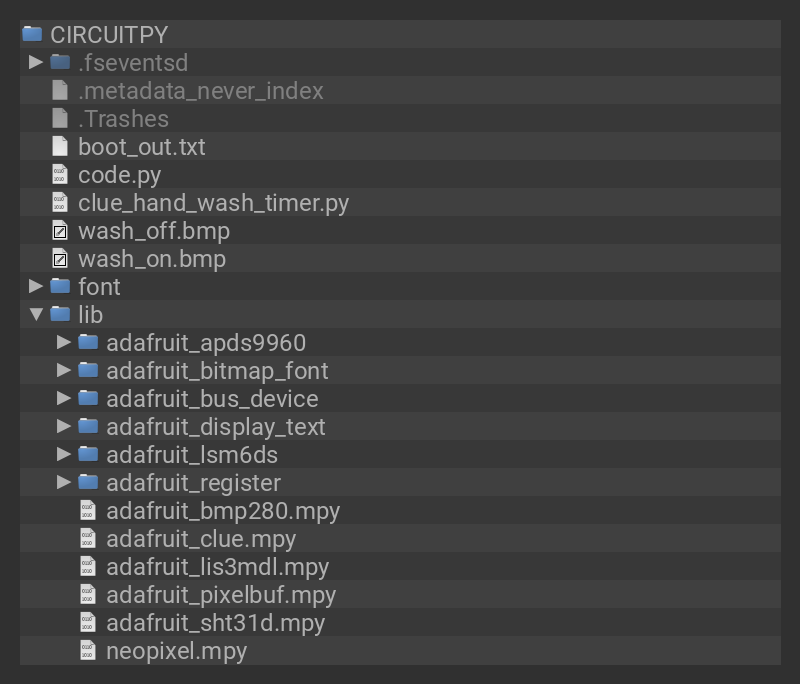 CIRCUITPY
.fseventsd
.metadata_never_index
.Trashes
boot_out.txt
code.py
clue_hand_wash_timer.py
wash_off.bmp
wash_on.bmp
font
lib
adafruit_apds9960
adafruit_bitmap_font
adafruit_bus_device
adafruit_display_text
adafruit_lsm6ds
adafruit_register
adafruit_bmp280.mpy
adafruit_clue.mpy
adafruit_lis3mdl.mpy
adafruit_pixelbuf.mpy
adafruit_sht31d.mpy
neopixel.mpy